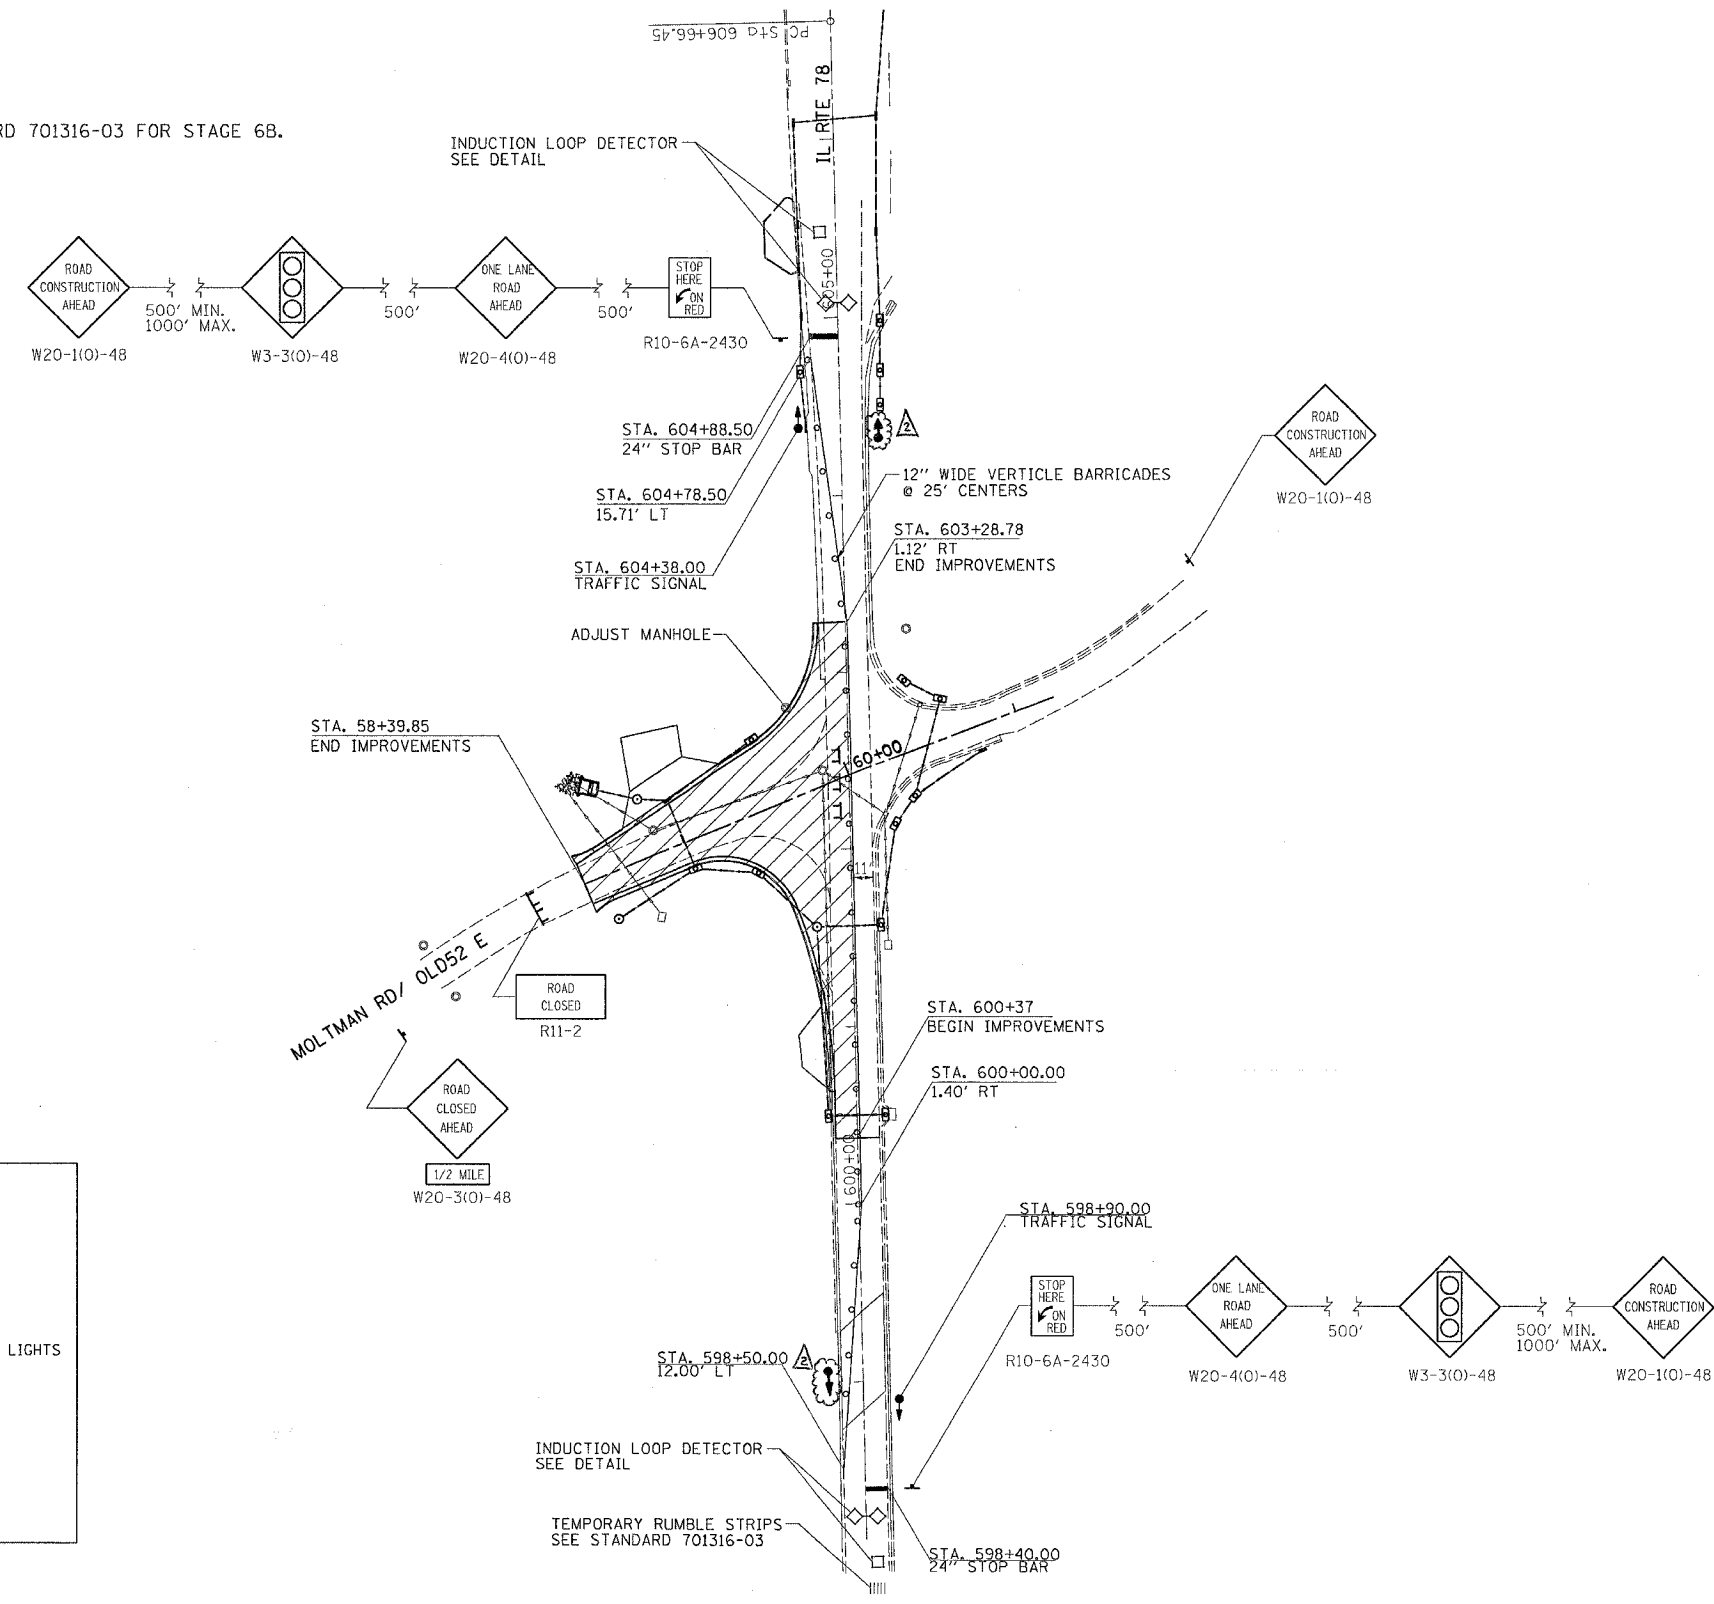 PC Sta 606+66.45
IL RTE 78
RD 701316-03 FOR STAGE 6B.
INDUCTION LOOP DETECTOR
SEE DETAIL
ROAD
CONSTRUCTION
AHEAD
W20-1(O)-48
500' MIN.
1000' MAX.
W3-3(O)-48
500'
ONE LANE
ROAD
AHEAD
W20-4(O)-48
500'
STOP
HERE
ON
RED
R10-6A-2430
605+00
STA. 604+88.50
24" STOP BAR
2
ROAD
CONSTRUCTION
AHEAD
W20-1(O)-48
12" WIDE VERTICLE BARRICADES
@ 25' CENTERS
STA. 604+78.50
15.71' LT
STA. 603+28.78
1.12' RT
END IMPROVEMENTS
STA. 604+38.00
TRAFFIC SIGNAL
ADJUST MANHOLE
STA. 58+39.85
END IMPROVEMENTS
60+00
11'
MOLTMAN RD/ OLD52 E
ROAD
CLOSED
R11-2
STA. 600+37
BEGIN IMPROVEMENTS
STA. 600+00.00
1.40' RT
ROAD
CLOSED
AHEAD
1/2 MILE
W20-3(O)-48
600+00
STA. 598+90.00
TRAFFIC SIGNAL
STOP
HERE
ON
RED
R10-6A-2430
500'
ONE LANE
ROAD
AHEAD
W20-4(O)-48
500'
W3-3(O)-48
500' MIN.
1000' MAX.
ROAD
CONSTRUCTION
AHEAD
W20-1(O)-48
LIGHTS
STA. 598+50.00
12.00' LT
2
INDUCTION LOOP DETECTOR
SEE DETAIL
TEMPORARY RUMBLE STRIPS
SEE STANDARD 701316-03
STA. 598+40.00
24" STOP BAR